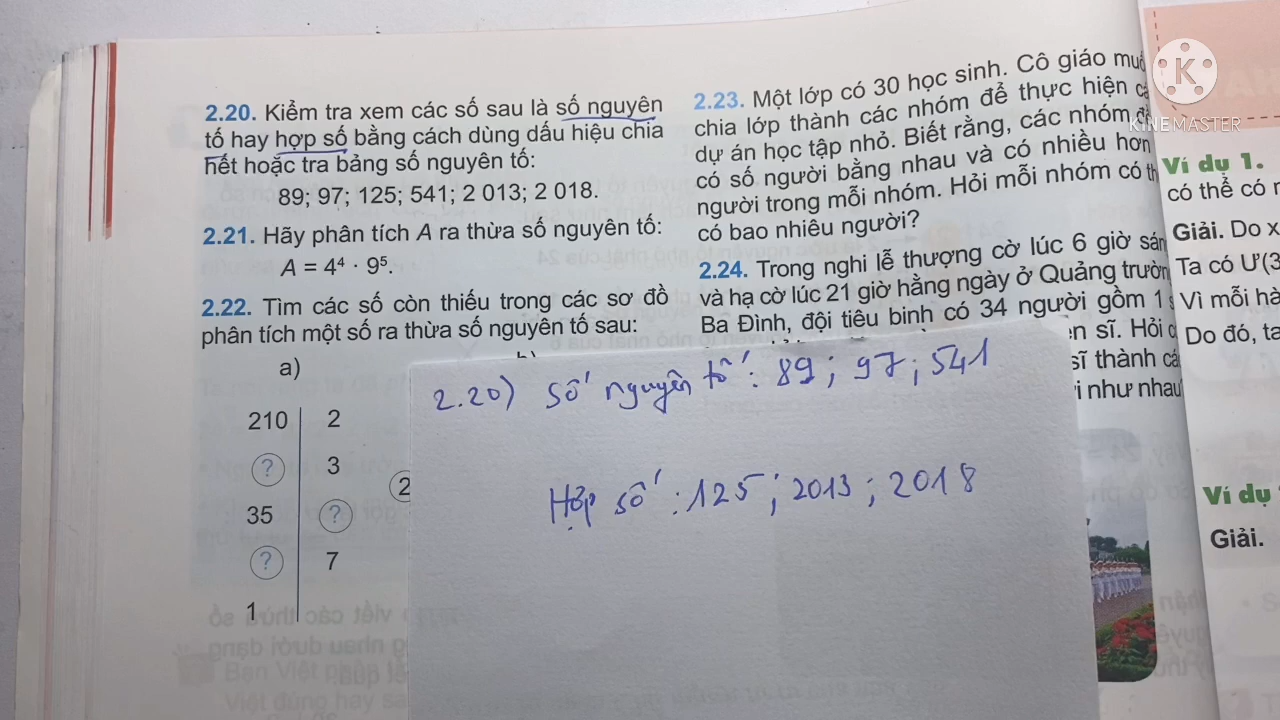 2.20. Kiểm tra xem các số sau là số nguyên
tố hay hợp số bằng cách dùng dấu hiệu chia
hết hoặc tra bảng số nguyên tố:
89; 97; 125; 541; 2 013; 2 018.
2.21. Hãy phân tích A ra thừa số nguyên tố:
A = 4⁴ · 9⁵.
2.22. Tìm các số còn thiếu trong các sơ đồ
phân tích một số ra thừa số nguyên tố sau:
a)
210 2
? 3
35 ?
? 7
1
2
2.23. Một lớp có 30 học sinh. Cô giáo
chia lớp thành các nhóm để thực hiện
dự án học tập nhỏ. Biết rằng, các nhóm
có số người bằng nhau và có nhiều hơn
người trong mỗi nhóm. Hỏi mỗi nhóm có
có bao nhiêu người?
2.24. Trong nghi lễ thượng cờ lúc 6 giờ
và hạ cờ lúc 21 giờ hằng ngày ở Quảng
Ba Đình, đội tiêu binh có 34 người gồm 1
sĩ. Hỏi
sĩ thành
như nhau
2.20) Số nguyên tố : 89 ; 97 ; 541
Hợp số : 125 ; 2013 ; 2018
K
KINEMASTER
Ví dụ 1.
có thể có
Giải. Do x
Ta có Ư(3
Vì mỗi
Do đó,
Ví dụ
Giải.